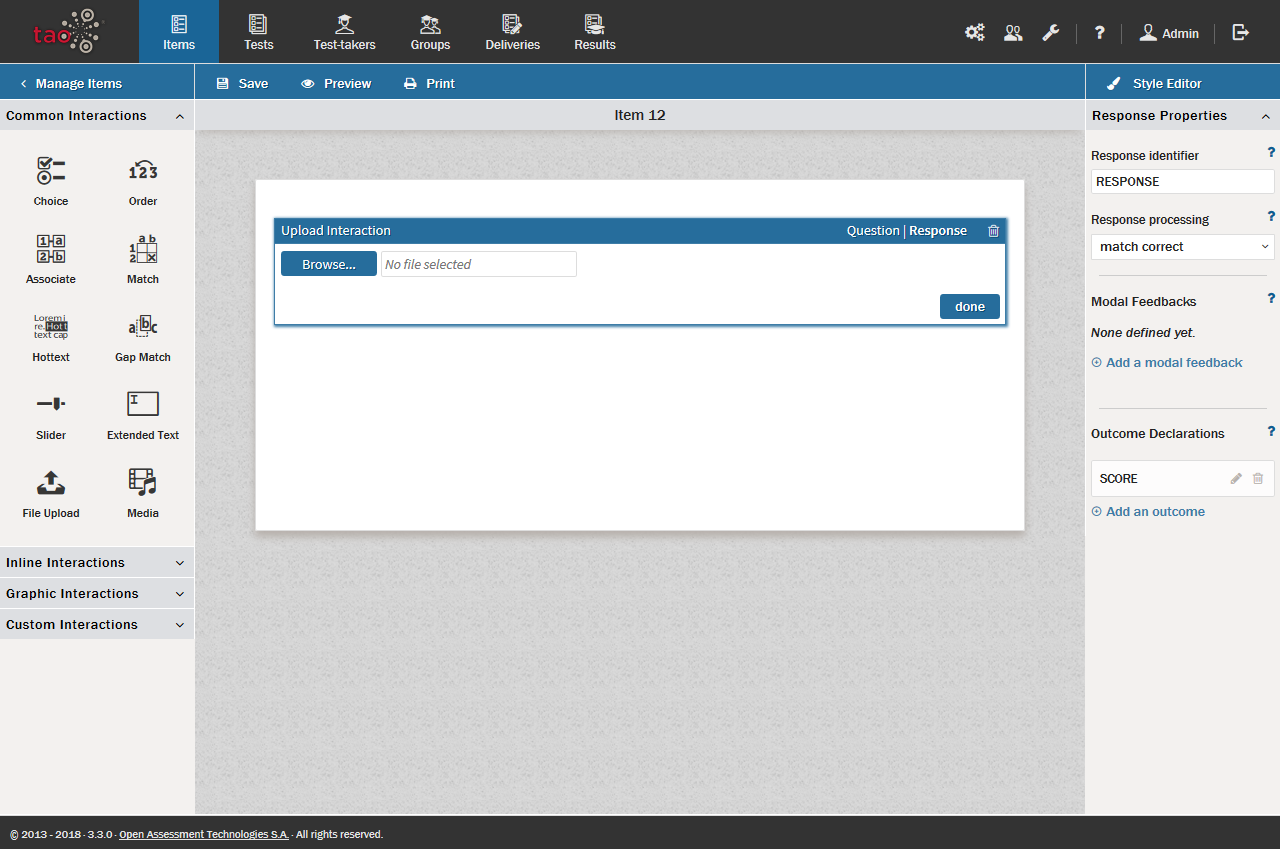 tao
Items
Tests
Test-takers
Groups
Deliveries
Results
?
Admin
Manage Items
Save
Preview
Print
Style Editor
Common Interactions
Item 12
Response Properties
Choice
Order
Associate
Match
Hottext
Gap Match
Slider
Extended Text
File Upload
Media
Inline Interactions
Graphic Interactions
Custom Interactions
Upload Interaction
Question | Response
Browse...
No file selected
done
Response identifier ?
RESPONSE
Response processing ?
match correct
Modal Feedbacks ?
None defined yet.
Add a modal feedback
Outcome Declarations ?
SCORE
Add an outcome
© 2013 - 2018 · 3.3.0 · Open Assessment Technologies S.A. · All rights reserved.